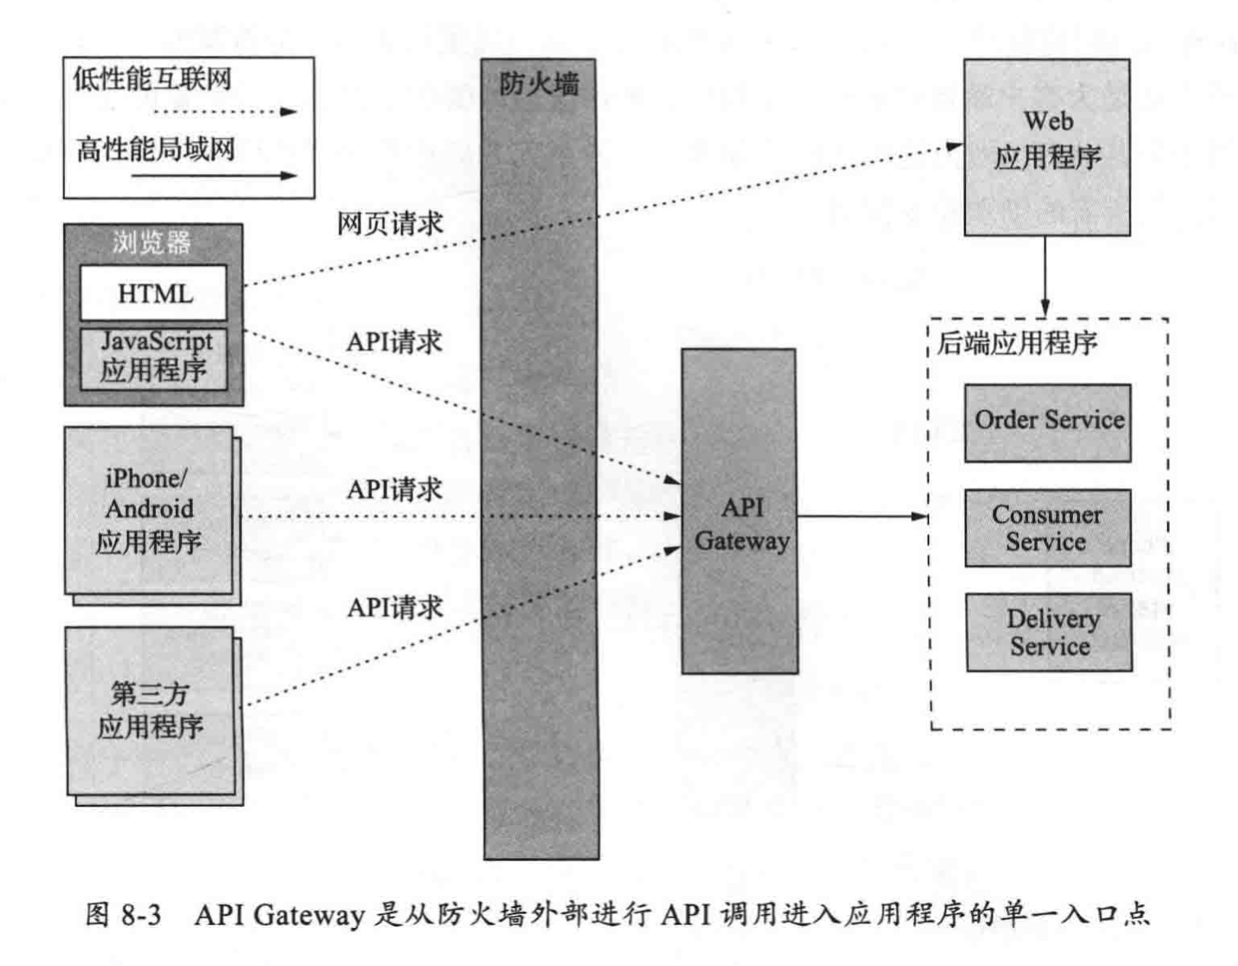 低性能互联网
高性能局域网
防火墙
Web
应用程序
网页请求
浏览器
HTML
JavaScript
应用程序
API请求
后端应用程序
Order Service
iPhone/
Android
应用程序
API请求
API
Gateway
Consumer
Service
API请求
Delivery
Service
第三方
应用程序
图 8-3 API Gateway 是从防火墙外部进行 API 调用进入应用程序的单一入口点